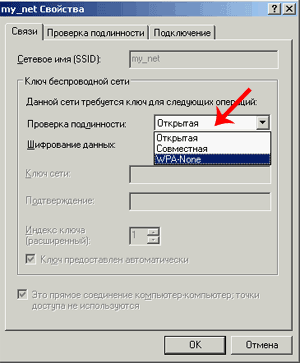 my_net Свойства
Связи
Проверка подлинности
Подключение
Сетевое имя (SSID):
my_net
Ключ беспроводной сети
Данной сети требуется ключ для следующих операций:
Проверка подлинности:
Открытая
Открытая
Совместная
WPA-None
Шифрование данных:
Ключ сети:
Подтверждение:
Индекс ключа
(расширенный):
1
Ключ предоставлен автоматически
Это прямое соединение компьютер-компьютер; точки
доступа не используются
ОК
Отмена